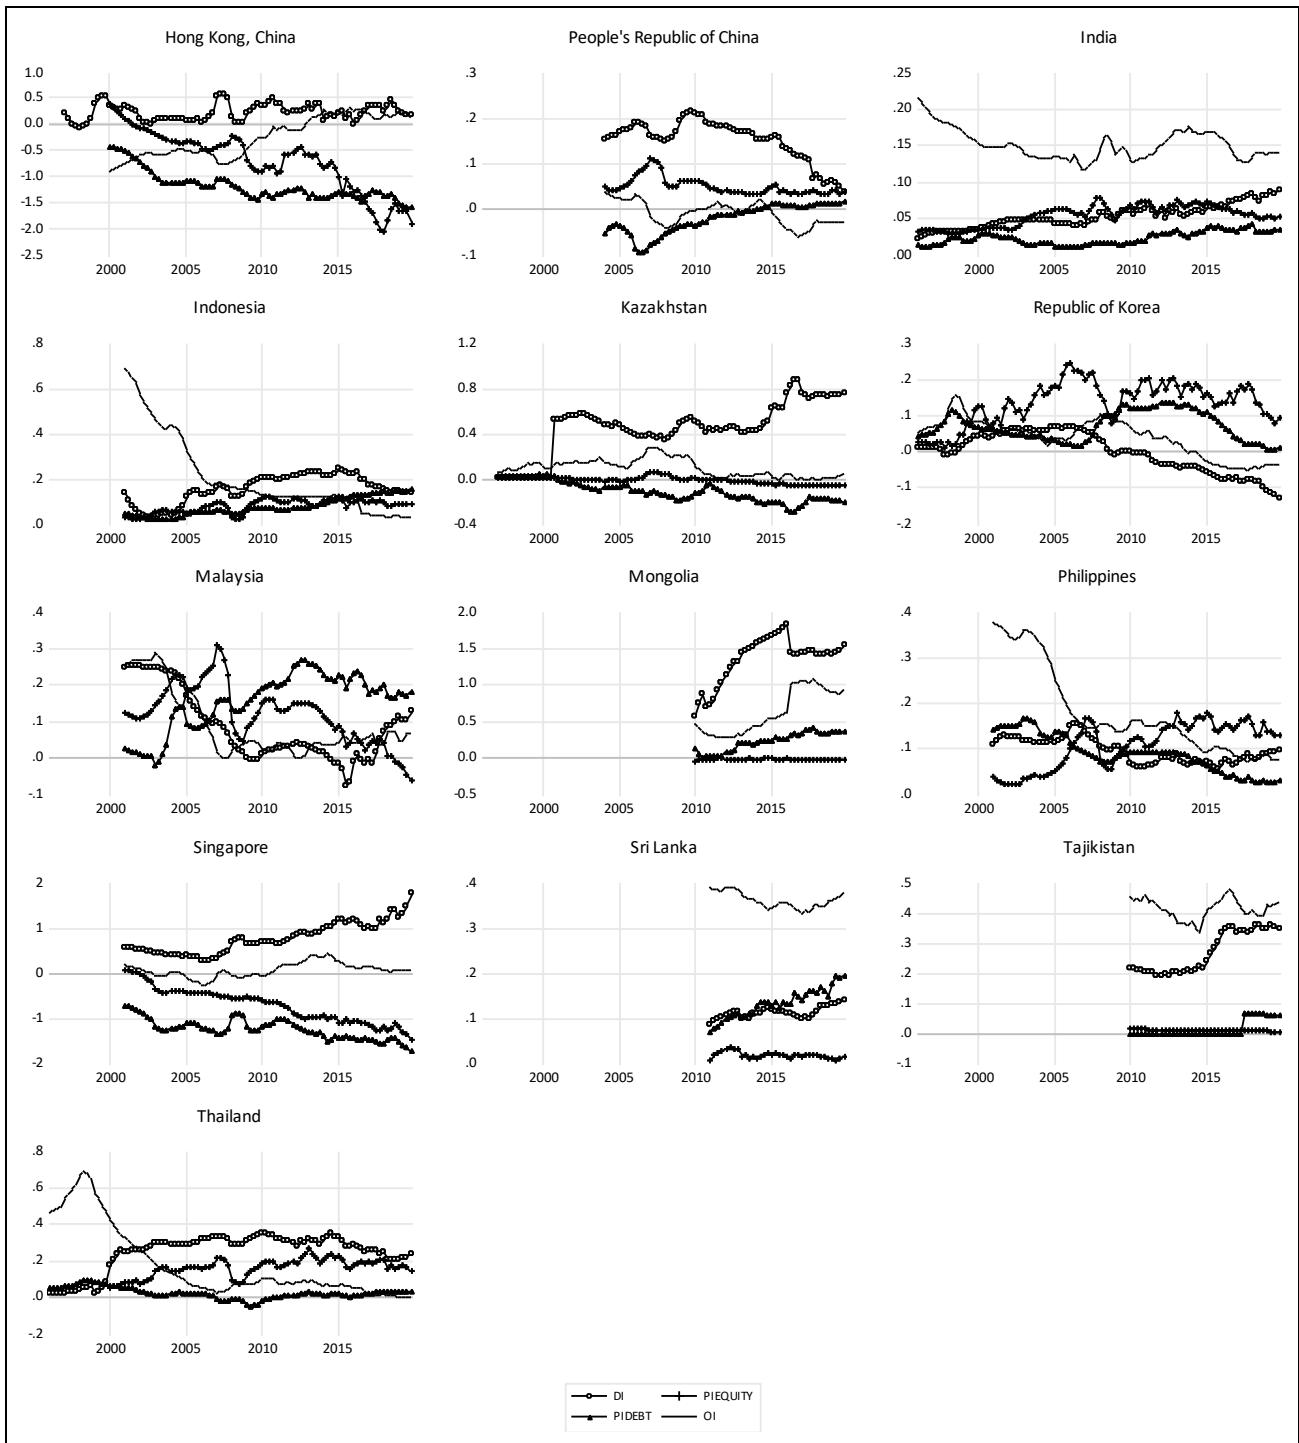 Hong Kong, China
1.0
0.5
0.0
-0.5
-1.0
-1.5
-2.0
-2.5
2000 2005 2010 2015
People's Republic of China
.3
.2
.1
.0
-.1
2000 2005 2010 2015
India
.25
.20
.15
.10
.05
.00
2000 2005 2010 2015
Indonesia
.8
.6
.4
.2
.0
2000 2005 2010 2015
Kazakhstan
1.2
0.8
0.4
0.0
-0.4
2000 2005 2010 2015
Republic of Korea
.3
.2
.1
.0
-.1
-.2
2000 2005 2010 2015
Malaysia
.4
.3
.2
.1
.0
-.1
2000 2005 2010 2015
Mongolia
2.0
1.5
1.0
0.5
0.0
-0.5
2000 2005 2010 2015
Philippines
.4
.3
.2
.1
.0
2000 2005 2010 2015
Singapore
2
1
0
-1
-2
2000 2005 2010 2015
Sri Lanka
.4
.3
.2
.1
.0
2000 2005 2010 2015
Tajikistan
.5
.4
.3
.2
.1
.0
-.1
2000 2005 2010 2015
Thailand
.8
.6
.4
.2
.0
-.2
2000 2005 2010 2015
DI PIEQUITY
PIDEBT OI